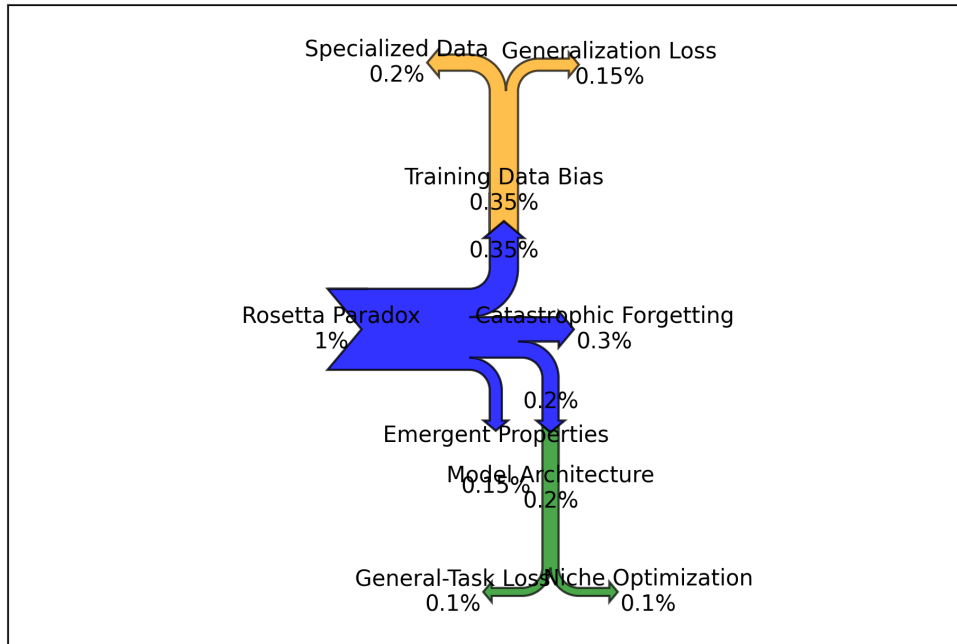 Specialized Data
0.2%
Generalization Loss
0.15%
Training Data Bias
0.35%
0.35%
Rosetta Paradox
1%
Catastrophic Forgetting
0.3%
0.2%
Emergent Properties
0.15%
Model Architecture
0.2%
General-Task Loss
0.1%
Niche Optimization
0.1%